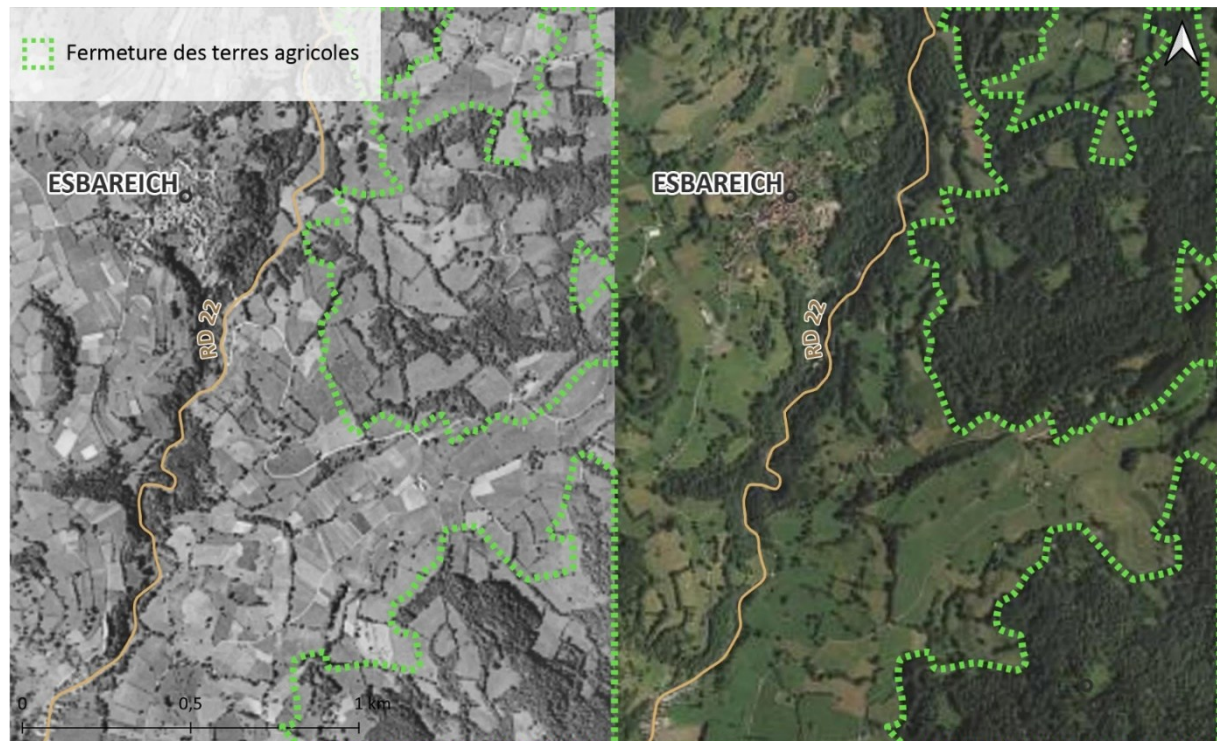 Fermeture des terres agricoles
ESBAREICH
ESBAREICH
RD 22
RD 22
0
0,5
1 km